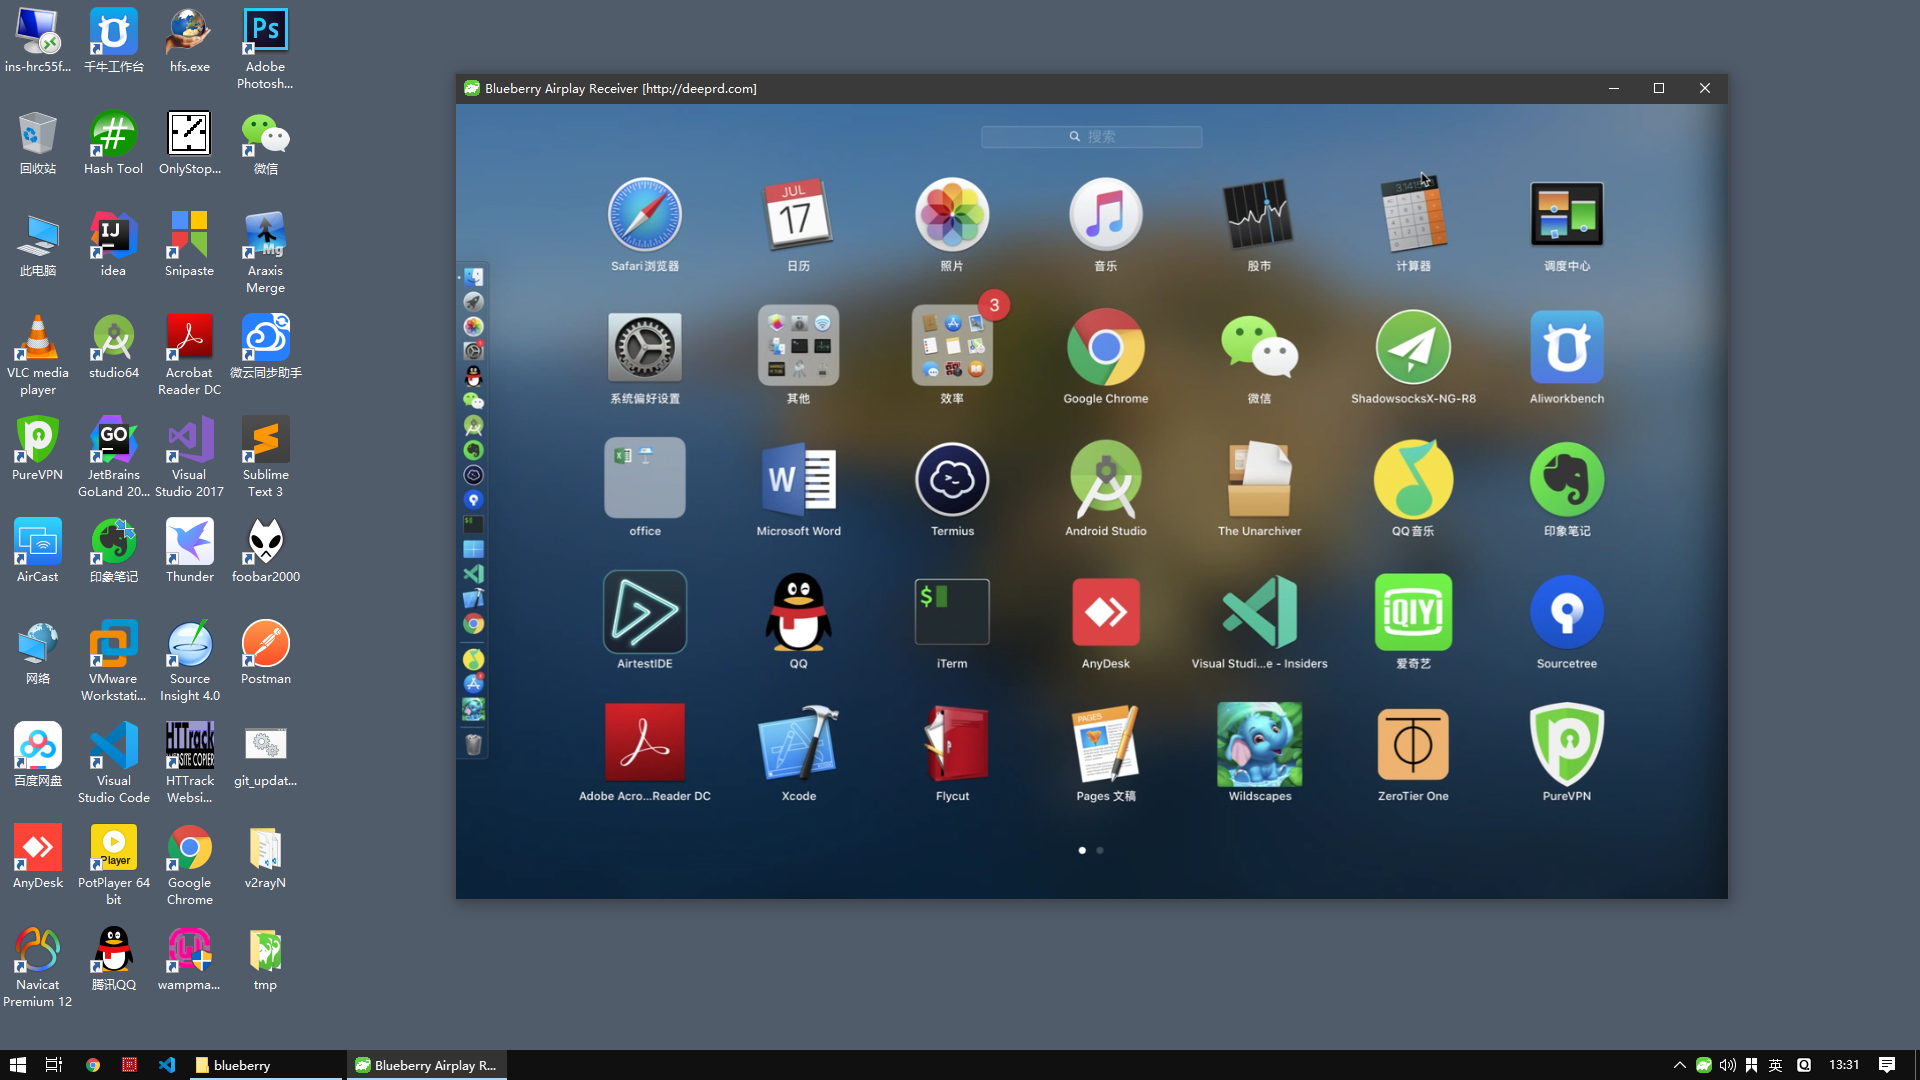 ins-hrc55f...
千牛工作台
hfs.exe
Adobe
Photosh...
回收站
Hash Tool
OnlyStop...
微信
此电脑
idea
Snipaste
Araxis
Merge
VLC media
player
studio64
Acrobat
Reader DC
微云同步助手
PureVPN
JetBrains
GoLand 20...
Visual
Studio 2017
Sublime
Text 3
AirCast
印象笔记
Thunder
foobar2000
网络
VMware
Workstati...
Source
Insight 4.0
Postman
百度网盘
Visual
Studio Code
HTTrack
Websi...
git_updat...
AnyDesk
PotPlayer 64
bit
Google
Chrome
v2rayN
Navicat
Premium 12
腾讯QQ
wampma...
tmp
Blueberry Airplay Receiver [http://deeprd.com]
搜索
JUL
17
Safari浏览器
日历
照片
音乐
股市
计算器
调度中心
3
系统偏好设置
其他
效率
Google Chrome
微信
ShadowsocksX-NG-R8
Aliworkbench
office
Microsoft Word
Termius
Android Studio
The Unarchiver
QQ音乐
印象笔记
iQIYI
AirtestIDE
QQ
iTerm
AnyDesk
Visual Studi...e - Insiders
爱奇艺
Sourcetree
PAGES
Adobe Acro...Reader DC
Xcode
Flycut
Pages 文稿
Wildscapes
ZeroTier One
PureVPN
blueberry
Blueberry Airplay R...
英
13:31